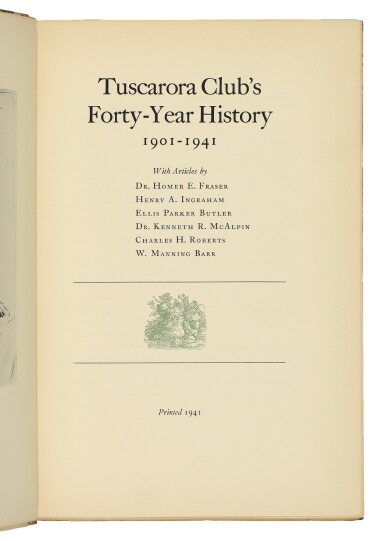 Tuscarora Club's
Forty-Year History
1901-1941
With Articles by
Dr. Homer E. Fraser
Henry A. Ingraham
Ellis Parker Butler
Dr. Kenneth R. McAlpin
Charles H. Roberts
W. Manning Barr
Printed 1941